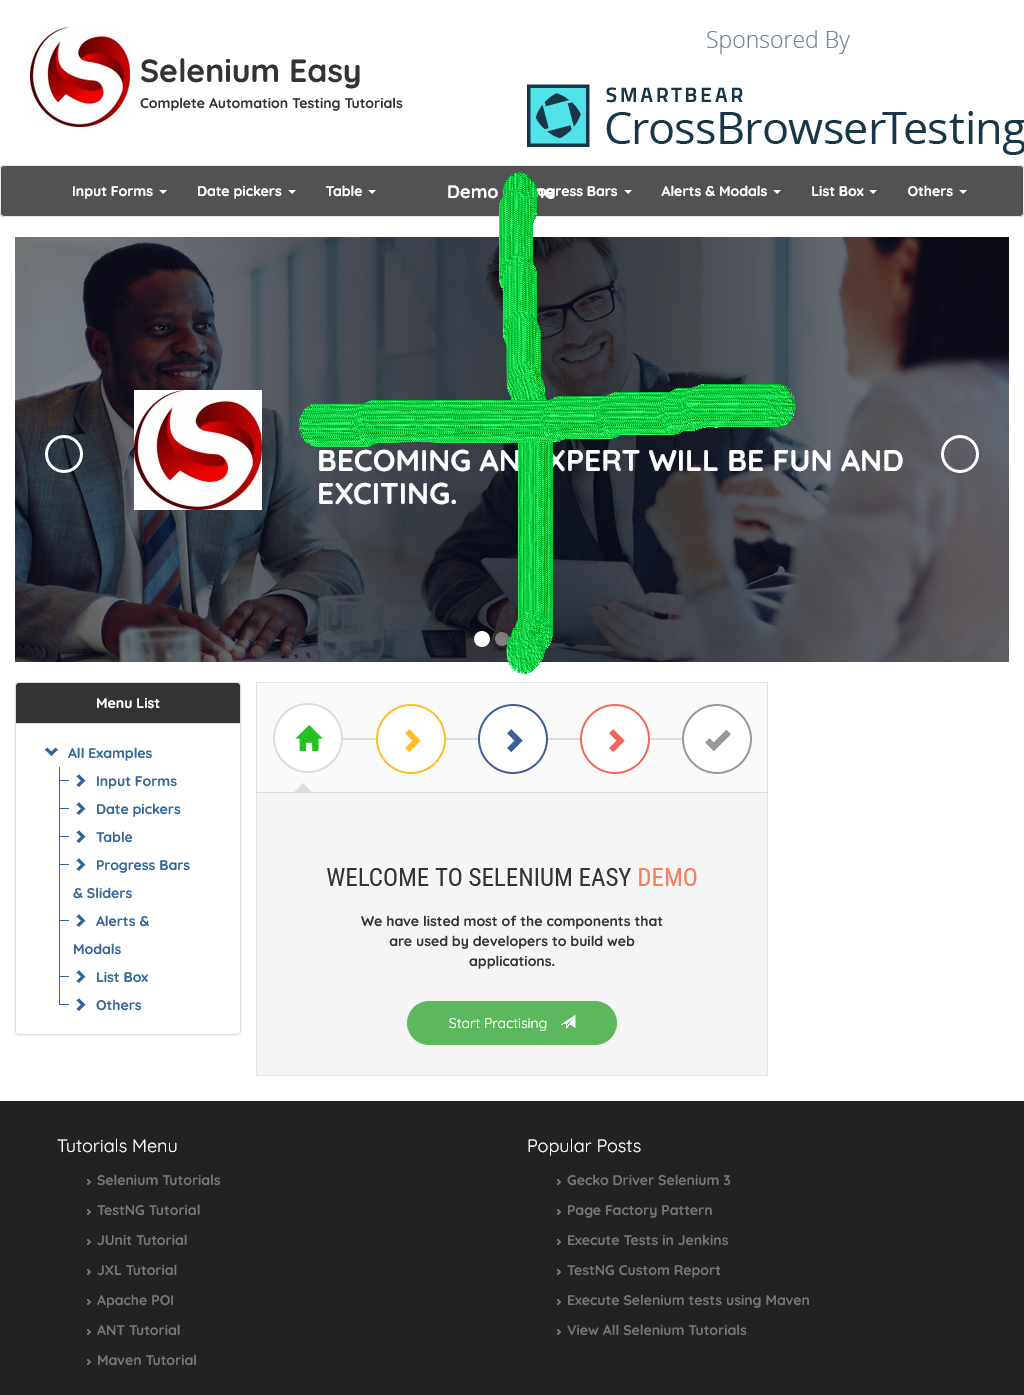 Sponsored By
Selenium Easy
Complete Automation Testing Tutorials
SMARTBEAR
CrossBrowserTesting
Input Forms
Date pickers
Table
Demo
Bars
Alerts & Modals
List Box
Others
BECOMING AN EXPERT WILL BE FUN AND
EXCITING.
Menu List
All Examples
Input Forms
Date pickers
Table
Progress Bars
& Sliders
Alerts &
Modals
List Box
Others
WELCOME TO SELENIUM EASY DEMO
We have listed most of the components that
are used by developers to build web
applications.
Start Practising
Tutorials Menu
Selenium Tutorials
TestNG Tutorial
JUnit Tutorial
JXL Tutorial
Apache POI
ANT Tutorial
Maven Tutorial
Popular Posts
Gecko Driver Selenium 3
Page Factory Pattern
Execute Tests in Jenkins
TestNG Custom Report
Execute Selenium tests using Maven
View All Selenium Tutorials